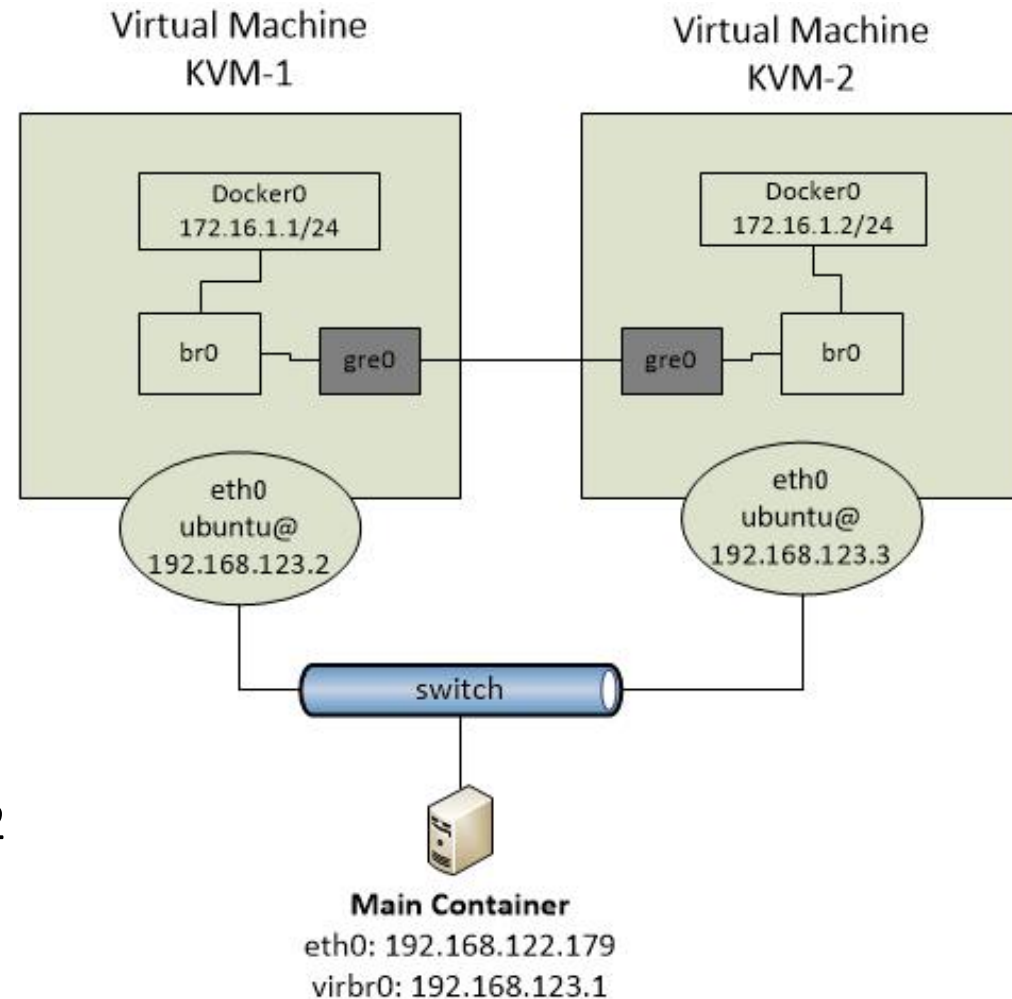 Virtual Machine
KVM-1
Virtual Machine
KVM-2
Docker0
172.16.1.1/24
Docker0
172.16.1.2/24
br0
gre0
gre0
br0
eth0
ubuntu@
192.168.123.2
eth0
ubuntu@
192.168.123.3
switch
Main Container
eth0: 192.168.122.179
virbr0: 192.168.123.1